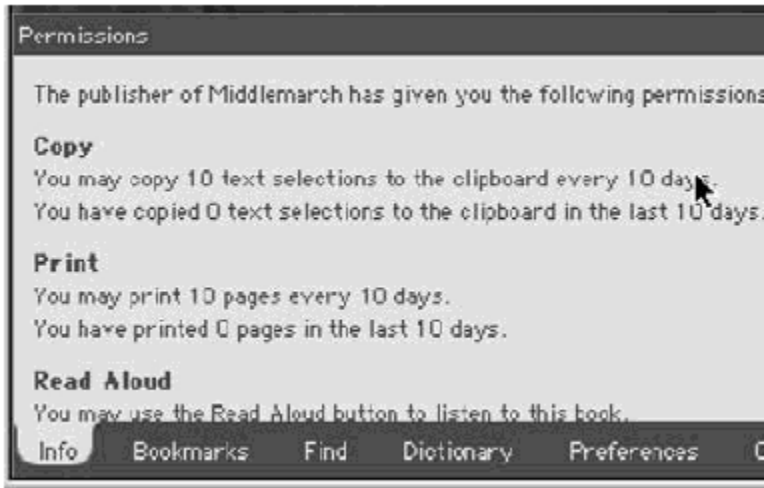 Permissions
The publisher of Middlemarch has given you the following permissions
Copy
You may copy 10 text selections to the clipboard every 10 days.
You have copied 0 text selections to the clipboard in the last 10 days.
Print
You may print 10 pages every 10 days.
You have printed 0 pages in the last 10 days.
Read Aloud
You may use the Read Aloud button to listen to this book.
Info Bookmarks Find Dictionary Preferences